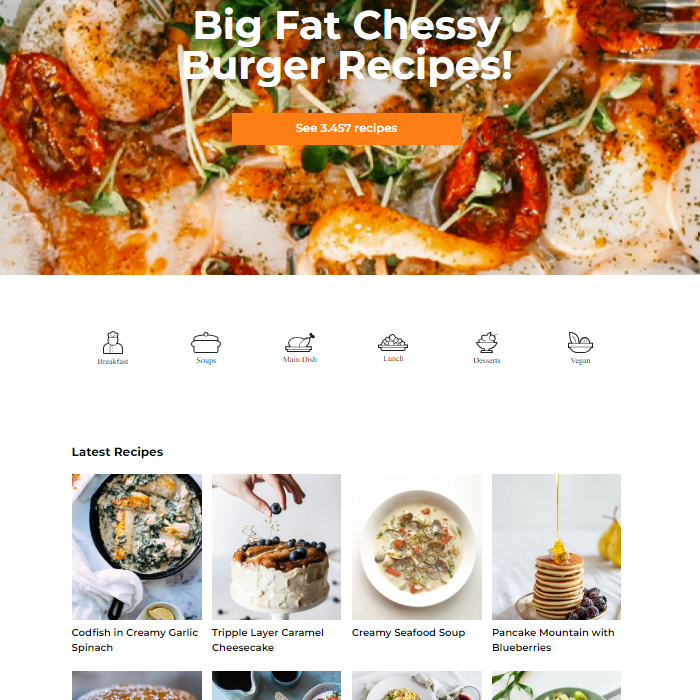 Big Fat Chessy
Burger Recipes!
See 3.457 recipes
Breakfast
Soups
Main Dish
Lunch
Desserts
Vegan
Latest Recipes
Codfish in Creamy Garlic
Spinach
Tripple Layer Caramel
Cheesecake
Creamy Seafood Soup
Pancake Mountain with
Blueberries